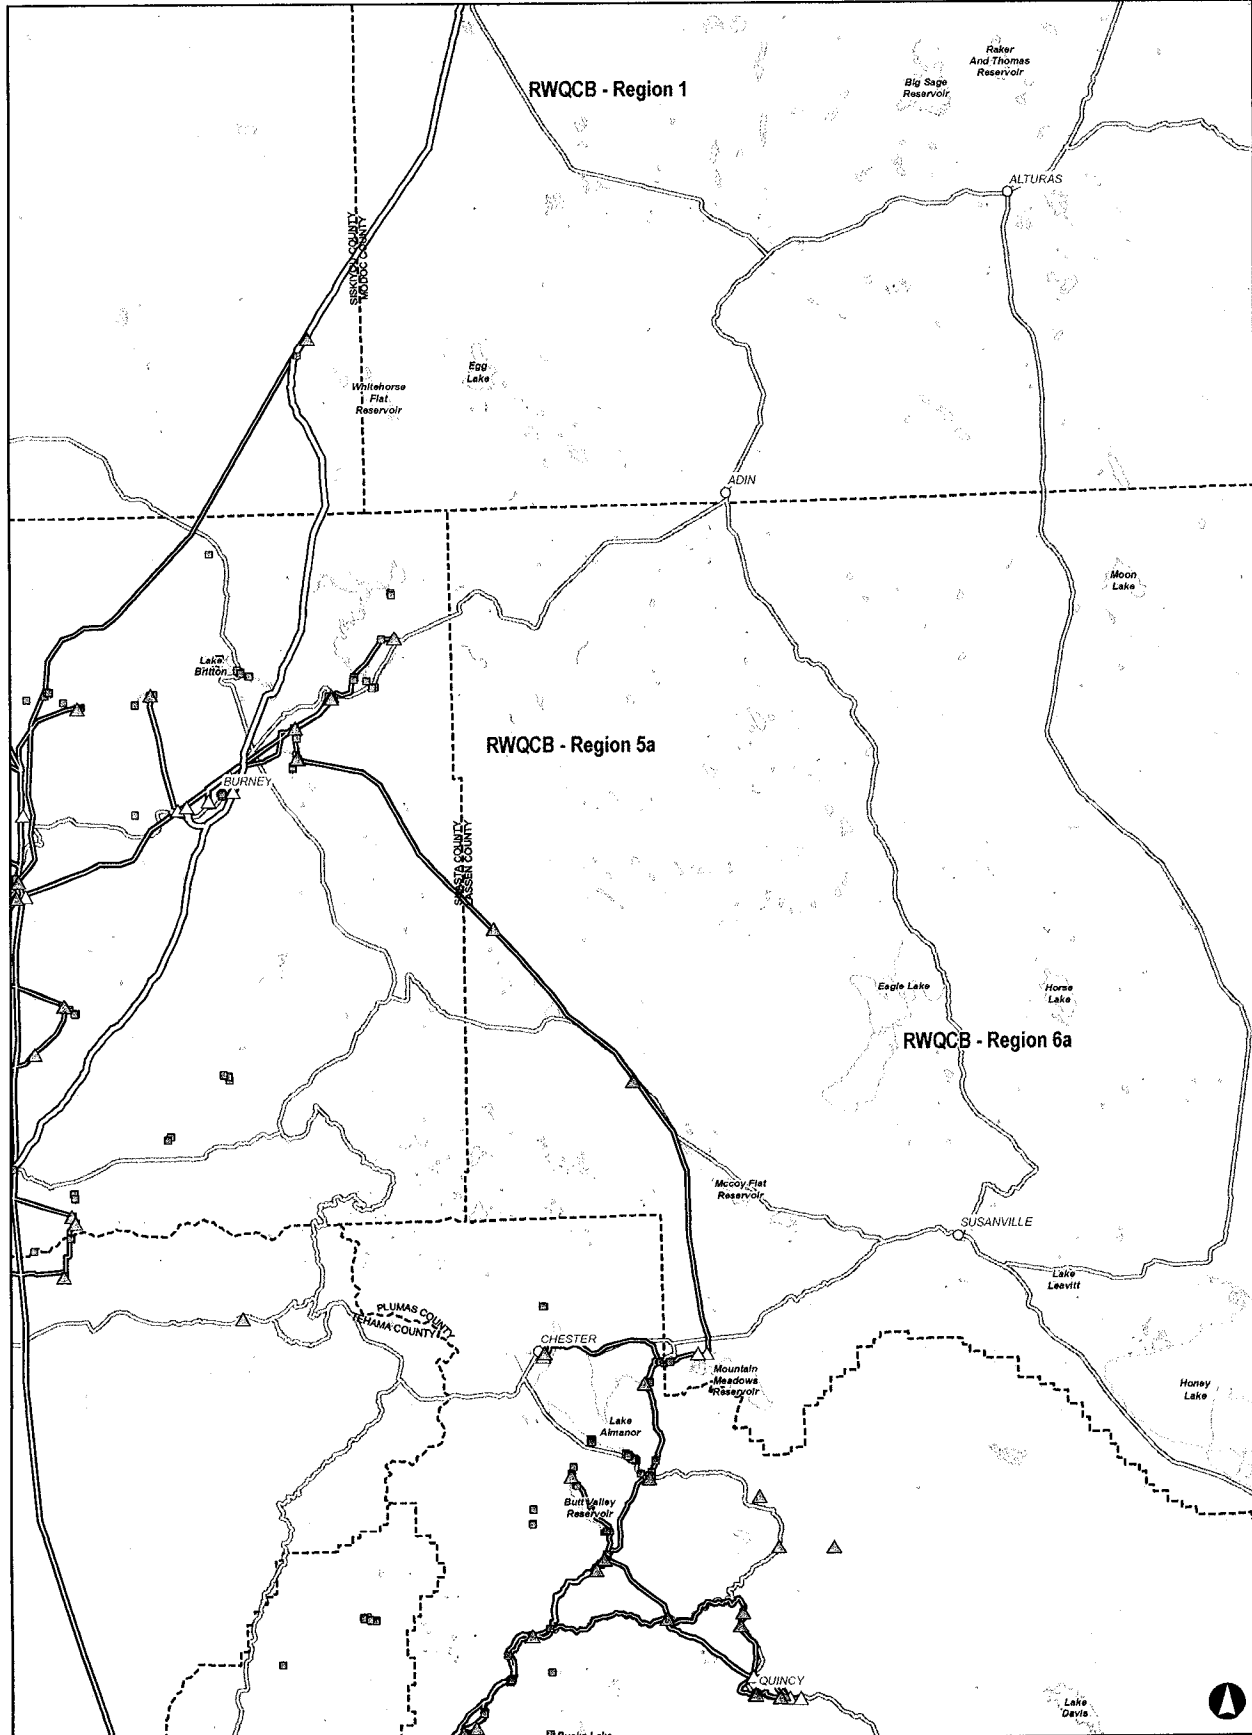 Raker
And Thomas
Reservoir
Big Sage
Reservoir
RWQCB - Region 1
ALTURAS
SISKIYOU COUNTY
MODOC COUNTY
Egg
Lake
Whitehorse
Flat
Reservoir
ADIN
Moon
Lake
Lake
Britton
RWQCB - Region 5a
BURNEY
SHASTA COUNTY
LASSEN COUNTY
Eagle Lake
Horse
Lake
RWQCB - Region 6a
Mccoy Flat
Reservoir
SUSANVILLE
Lake
Leavitt
PLUMAS COUNTY
TEHAMA COUNTY
CHESTER
Mountain
Meadows
Reservoir
Honey
Lake
Lake
Almanor
Butt Valley
Reservoir
QUINCY
Lake
Davis
Bucks Lake